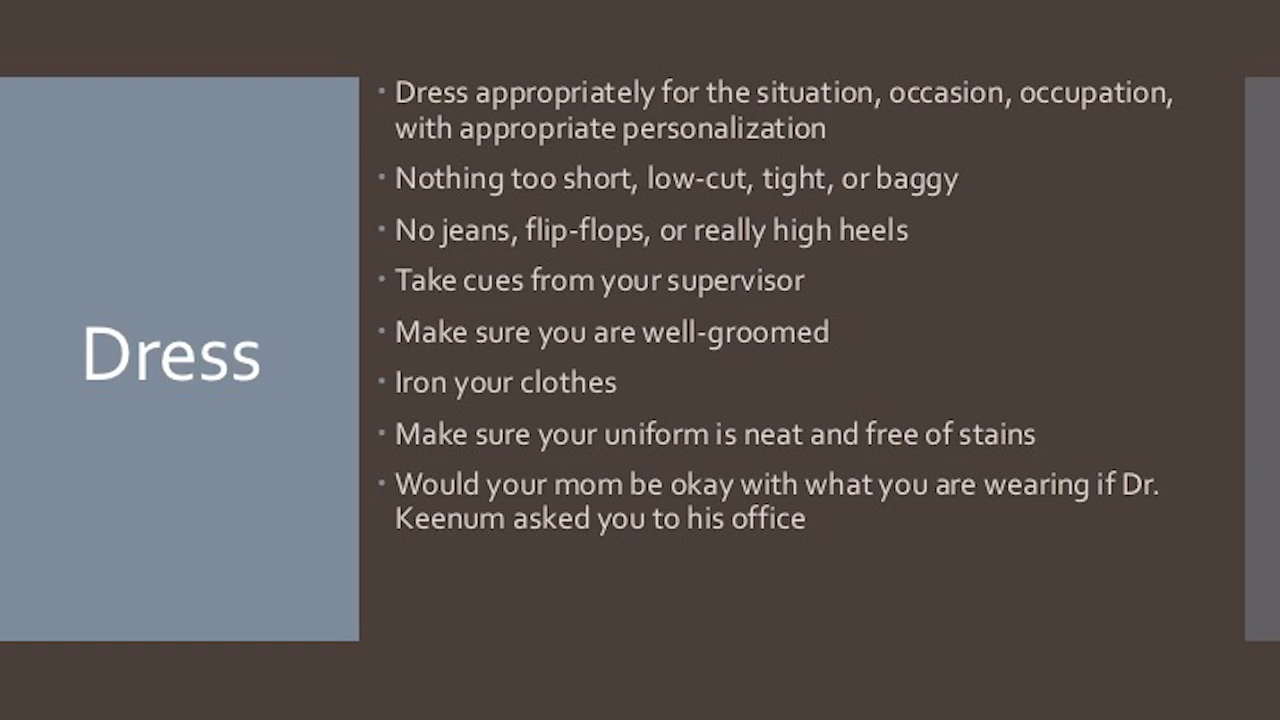 Dress
Dress appropriately for the situation, occasion, occupation,
with appropriate personalization
Nothing too short, low-cut, tight, or baggy
No jeans, flip-flops, or really high heels
Take cues from your supervisor
Make sure you are well-groomed
Iron your clothes
Make sure your uniform is neat and free of stains
Would your mom be okay with what you are wearing if Dr.
Keenum asked you to his office